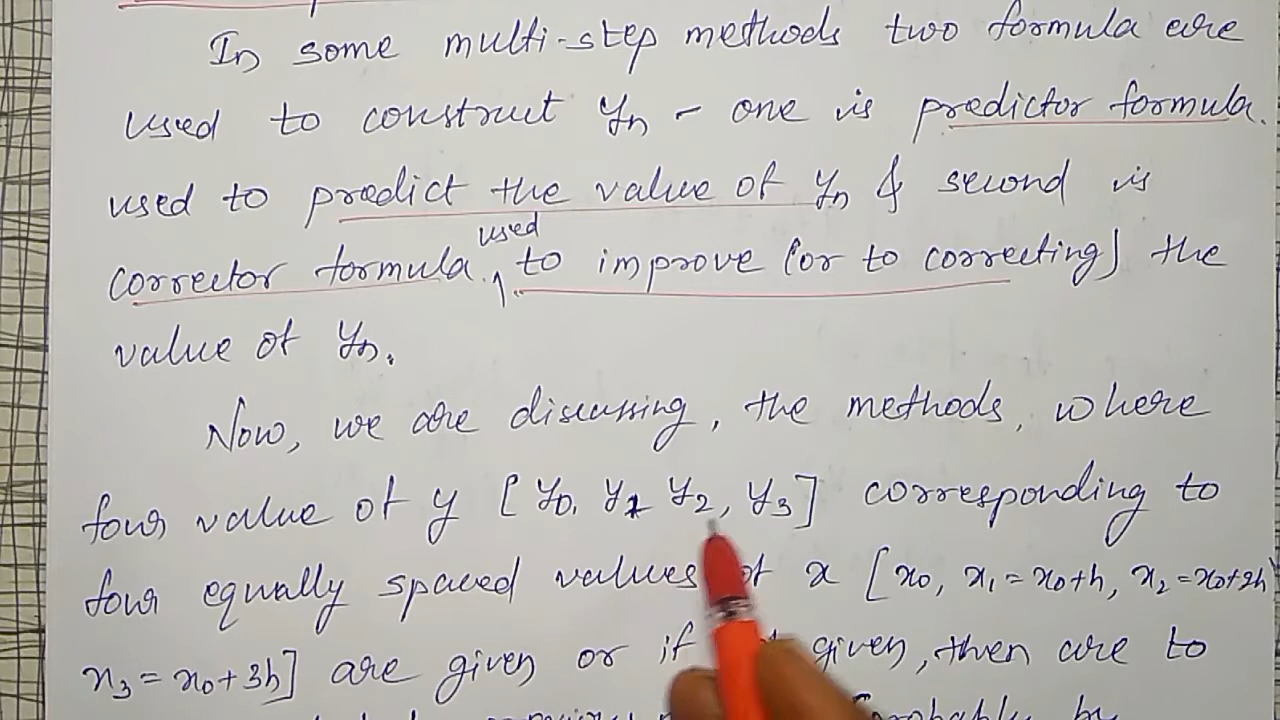 In some multi-step methods two formula are
used to construct yn - one is predictor formula.
used to predict the value of yn & second is
used
corrector formula. to improve (or to correcting) the
value of yn.
Now, we are discussing, the methods, where
four value of y [y0, y1 y2, y3] corresponding to
four equally spaced values of x [x0, x1 = x0+h, x2 = x0+2h
x3 = x0+3h] are given or if given, then are to
by